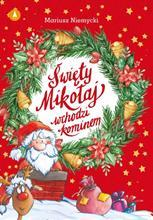 Mariusz Niemycki
Święty
Mikołaj
wchodzi
kominem